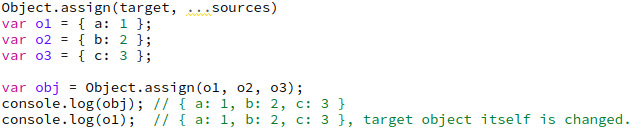 Object.assign(target, ...sources)
var o1 = { a: 1 };
var o2 = { b: 2 };
var o3 = { c: 3 };

var obj = Object.assign(o1, o2, o3);
console.log(obj); // { a: 1, b: 2, c: 3 }
console.log(o1);  // { a: 1, b: 2, c: 3 }, target object itself is changed.